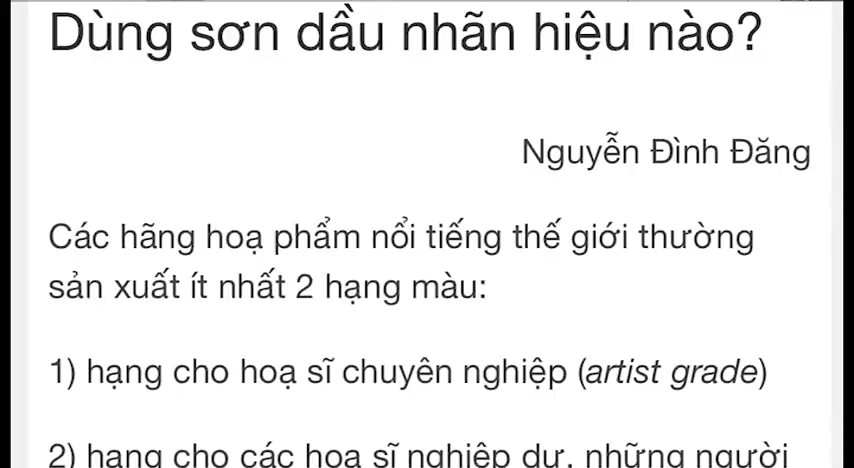 Dùng sơn dầu nhãn hiệu nào?
Nguyễn Đình Đăng
Các hãng hoạ phẩm nổi tiếng thế giới thường
sản xuất ít nhất 2 hạng màu:
1) hạng cho hoạ sĩ chuyên nghiệp (artist grade)
2) hạng cho các hoạ sĩ nghiệp dư, những người